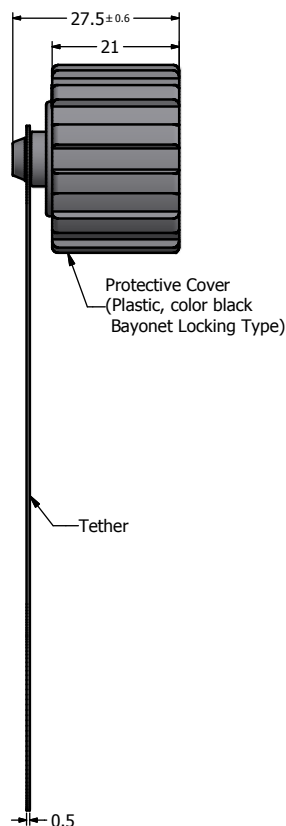 27.5± 0.6
21
Protective Cover
(Plastic, color black
Bayonet Locking Type)
Tether
0.5